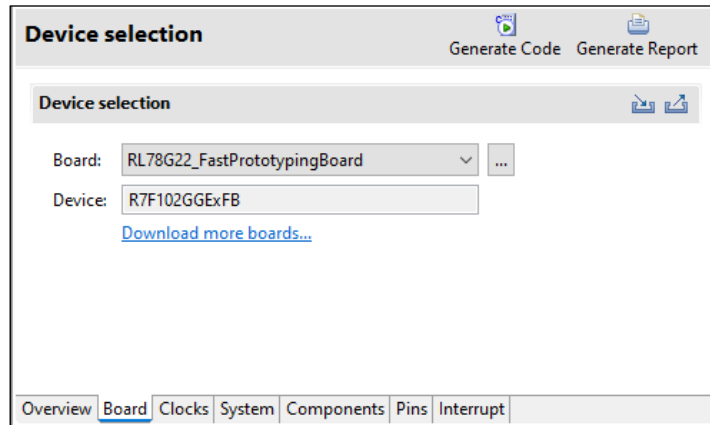 Device selection
Generate Code
Generate Report
Device selection
Board:
RL78G22_FastPrototypingBoard
...
Device:
R7F102GGExFB
Download more boards...
Overview
Board
Clocks
System
Components
Pins
Interrupt